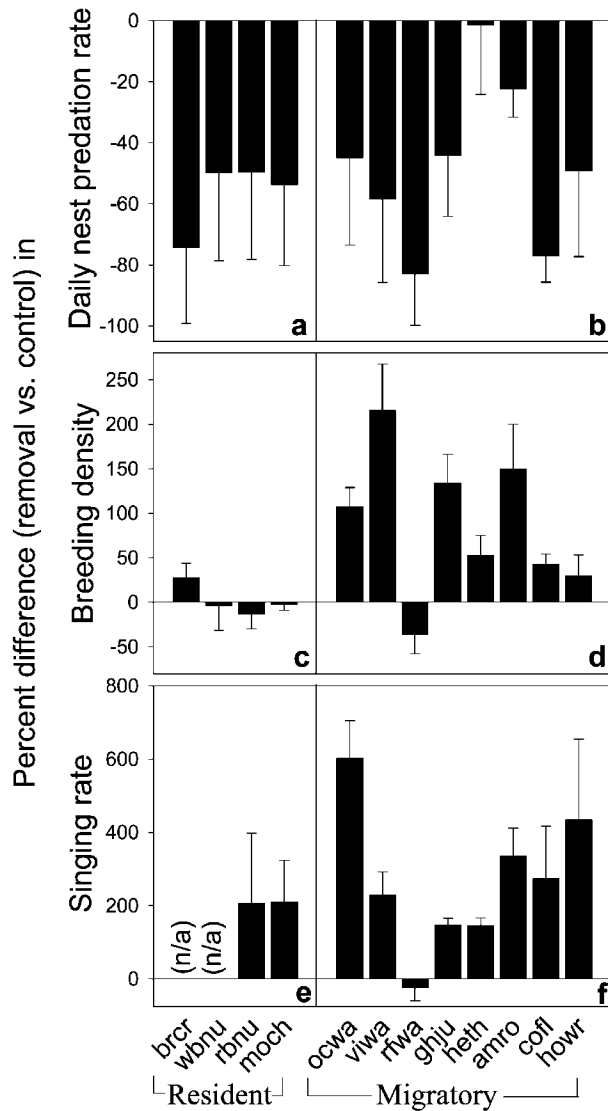 Percent difference (removal vs. control) in
Daily nest predation rate
0
-20
-40
-60
-80
-100
a
b
Breeding density
250
200
150
100
50
0
-50
c
d
Singing rate
800
600
400
200
0
(n/a)
(n/a)
e
f
brcr
wbnu
rbnu
moch
ocwa
viwa
rfwa
ghju
heth
amro
cofl
howr
Resident
Migratory